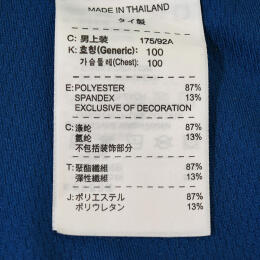 MADE IN THAILAND
タイ製
C: 男上装 175/92A
K: 호칭(Generic): 100
가슴둘레(Chest): 100
E: POLYESTER 87%
SPANDEX 13%
EXCLUSIVE OF DECORATION
C: 涤纶 87%
氨纶 13%
不包括装饰部分
T: 聚酯纖維 87%
彈性纖維 13%
J: ポリエステル 87%
ポリウレタン 13%